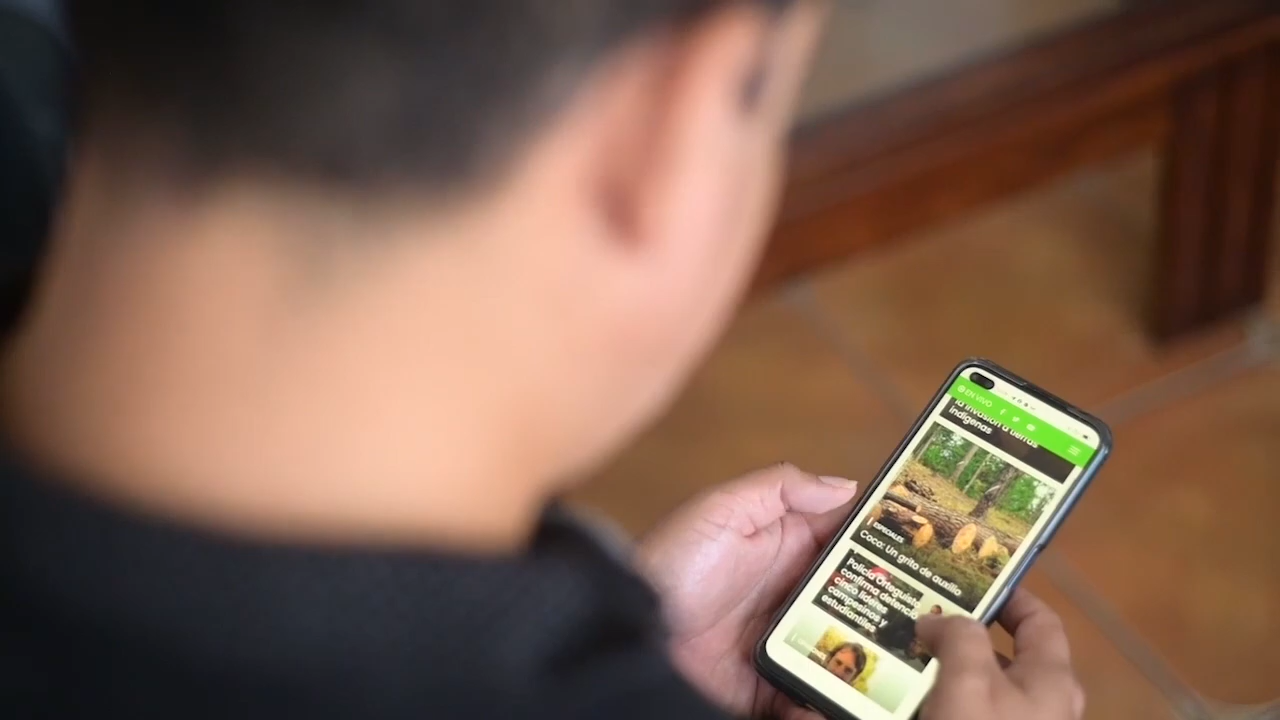 EN VIVO
la invasión a tierras
indígenas
ESPECIALES
Coco: Un grito de auxilio
Policía Orteguista
confirma detención
cinco líderes
campesinos y
estudiantiles